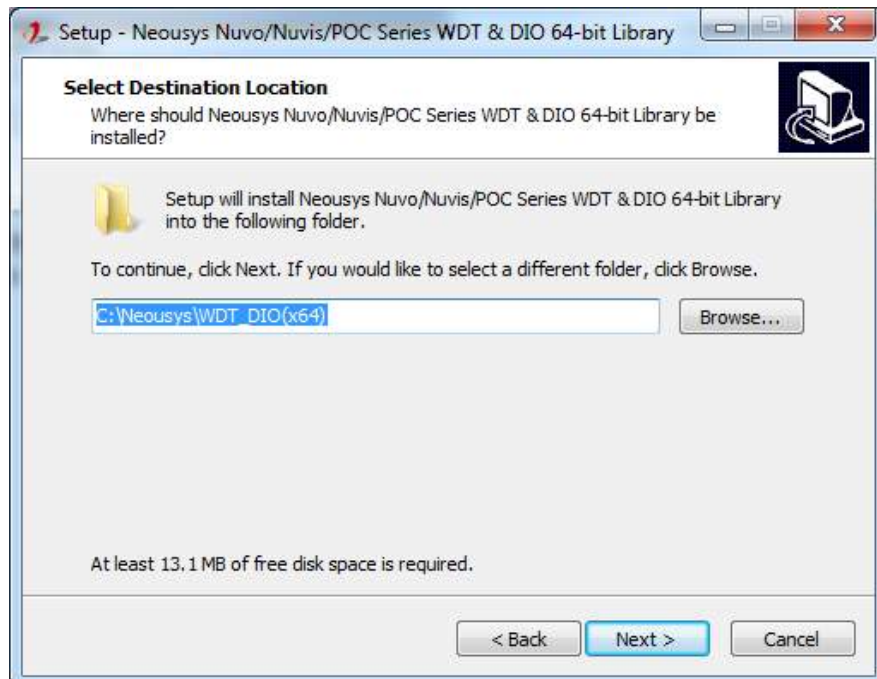 Setup - Neousys Nuvo/Nuvis/POC Series WDT & DIO 64-bit Library
Select Destination Location
Where should Neousys Nuvo/Nuvis/POC Series WDT & DIO 64-bit Library be
installed?
Setup will install Neousys Nuvo/Nuvis/POC Series WDT & DIO 64-bit Library
into the following folder.
To continue, click Next. If you would like to select a different folder, click Browse.
C:\Neousys\WDT_DIO(x64)
Browse...
At least 13.1 MB of free disk space is required.
< Back
Next >
Cancel